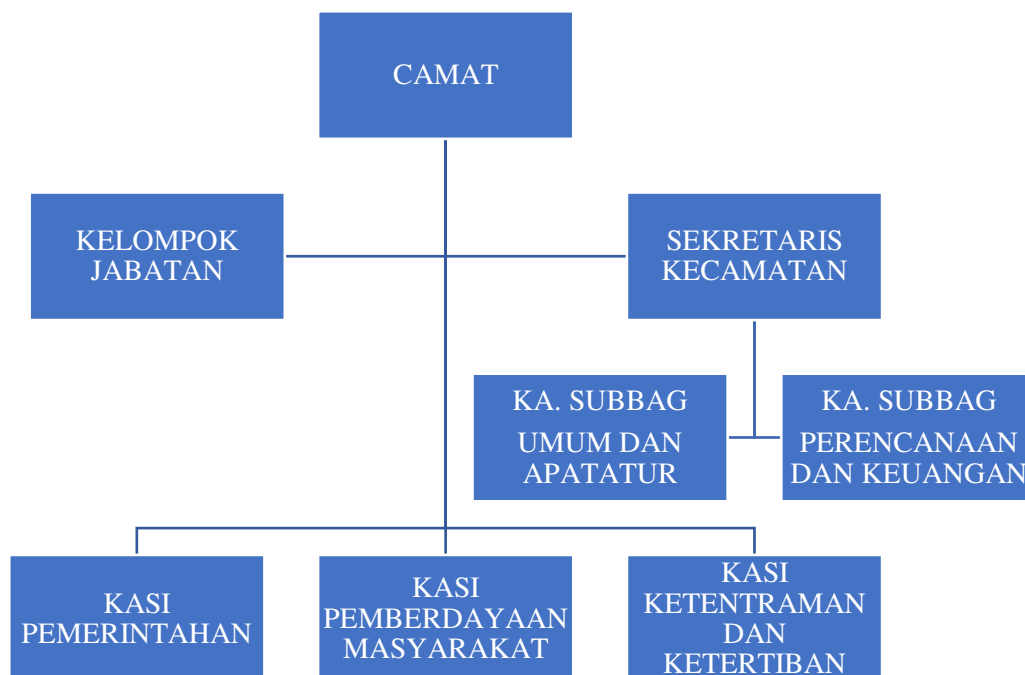 CAMAT
KELOMPOK
JABATAN
SEKRETARIS
KECAMATAN
KA. SUBBAG
UMUM DAN
APATATUR
KA. SUBBAG
PERENCANAAN
DAN KEUANGAN
KASI
PEMERINTAHAN
KASI
PEMBERDAYAAN
MASYARAKAT
KASI
KETENTRAMAN
DAN
KETERTIBAN